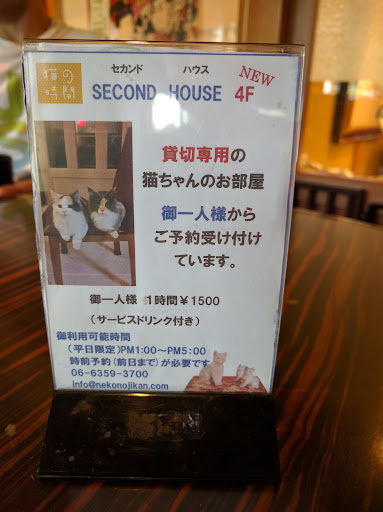 猫の
時間
セカンド ハウス
SECOND HOUSE 4F
NEW
貸切専用の
猫ちゃんのお部屋
御一人様から
ご予約受け付け
ています。
御一人様 1時間¥1500
（サービスドリンク付き）
御利用可能時間
（平日限定）PM1:00〜PM5:00
時前予約（前日まで）が必要です
06-6359-3700
info@nekonojikan.com